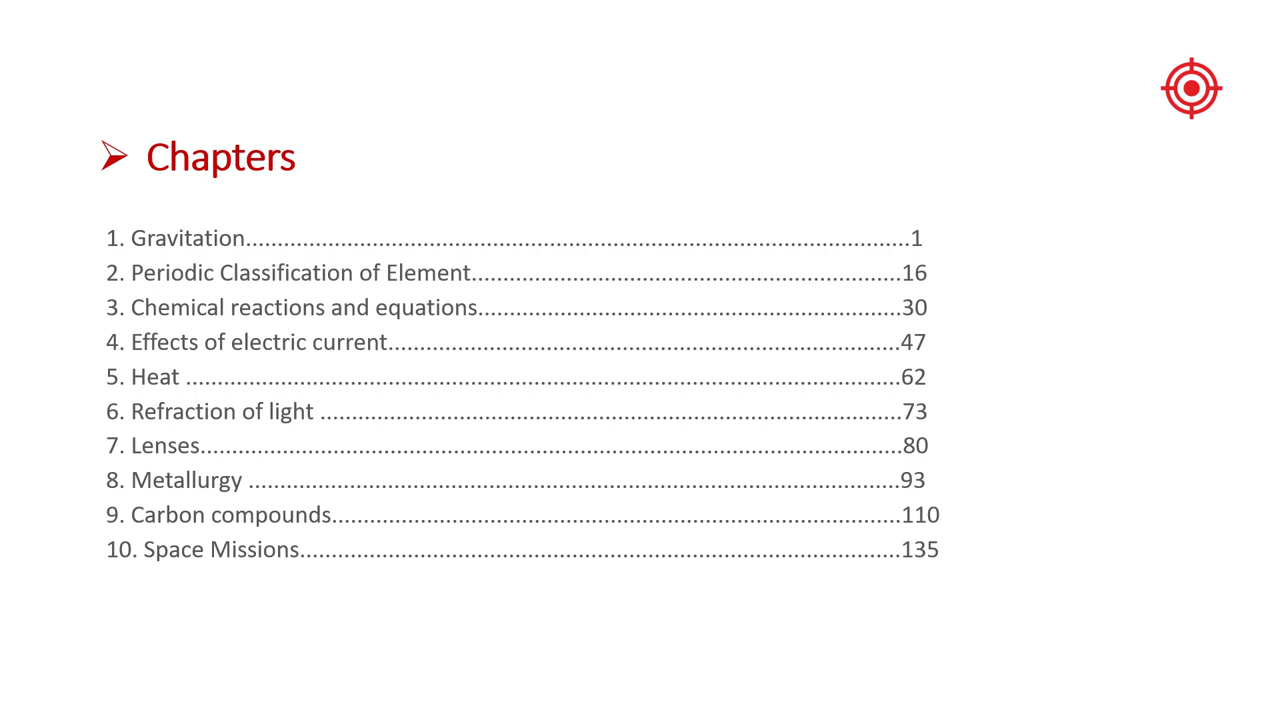 Chapters
1. Gravitation..........................................................................................................1
2. Periodic Classification of Element....................................................................16
3. Chemical reactions and equations...................................................................30
4. Effects of electric current.................................................................................47
5. Heat .................................................................................................................62
6. Refraction of light ............................................................................................73
7. Lenses...............................................................................................................80
8. Metallurgy .......................................................................................................93
9. Carbon compounds..........................................................................................110
10. Space Missions...............................................................................................135